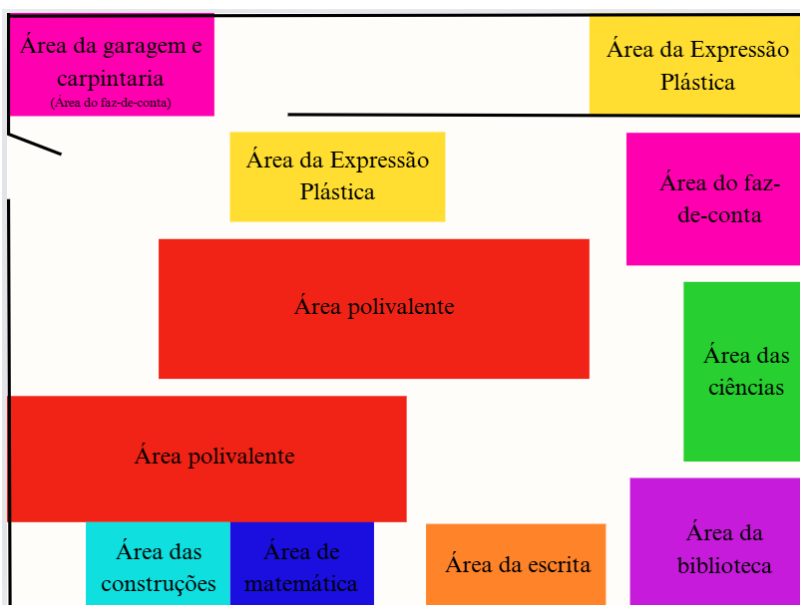 Área da garagem e
carpintaria
(Área do faz-de-conta)
Área da Expressão
Plástica
Área da Expressão
Plástica
Área do faz-
de-conta
Área polivalente
Área das
ciências
Área polivalente
Área das
construções
Área de
matemática
Área da escrita
Área da
biblioteca